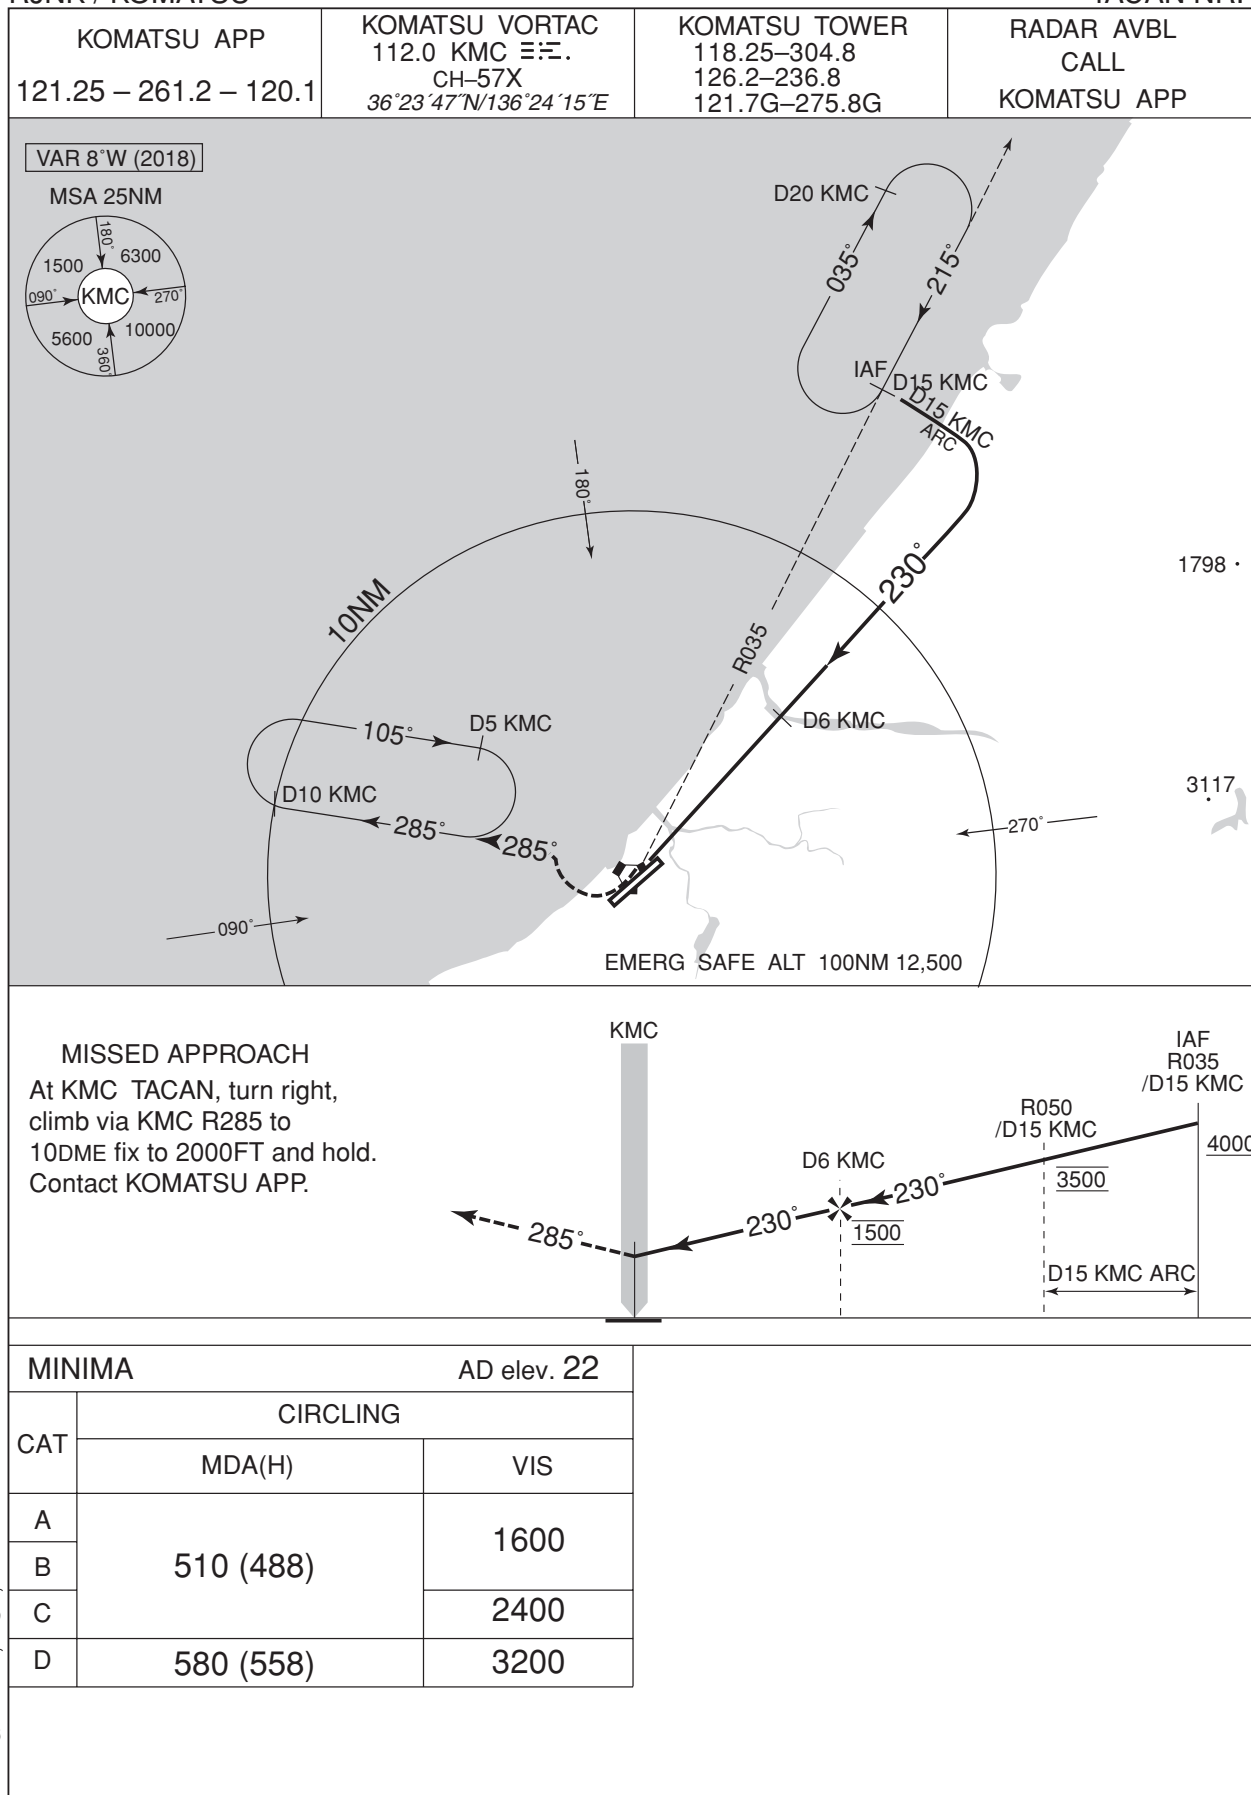 RJNK / KOMATSU
KOMATSU APP
121.25 – 261.2 – 120.1
KOMATSU VORTAC
112.0 KMC
CH–57X
36°23′47″N/136°24′15″E
KOMATSU TOWER
118.25–304.8
126.2–236.8
121.7G–275.8G
RADAR AVBL
CALL
KOMATSU APP
VAR 8°W (2018)
MSA 25NM
180°
1500
6300
090°
KMC
270°
5600
10000
360°
D20 KMC
035°
215°
IAF
D15 KMC
D15 KMC
ARC
180°
10NM
230°
1798
R035
D6 KMC
105°
D5 KMC
D10 KMC
285°
285°
3117
270°
090°
EMERG SAFE ALT 100NM 12,500
MISSED APPROACH
At KMC TACAN, turn right,
climb via KMC R285 to
10DME fix to 2000FT and hold.
Contact KOMATSU APP.
KMC
IAF
R035
/D15 KMC
R050
/D15 KMC
4000
D6 KMC
3500
230°
230°
1500
285°
D15 KMC ARC
MINIMA
AD elev. 22
CAT
CIRCLING
MDA(H)
VIS
A
1600
B
510 (488)
C
2400
D
580 (558)
3200